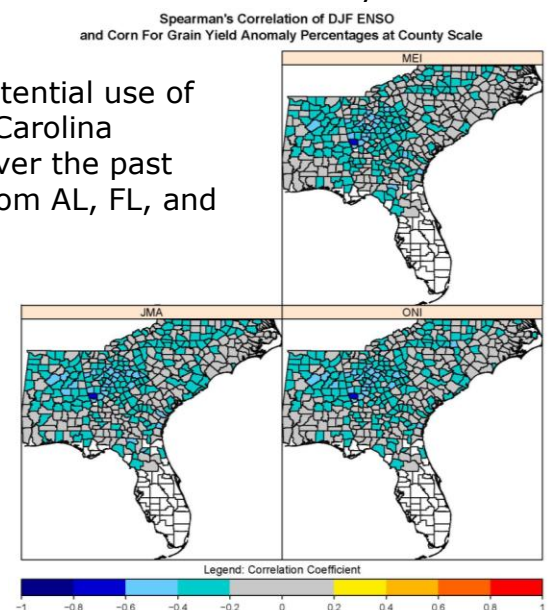 Spearman's Correlation of DJF ENSO
and Corn For Grain Yield Anomaly Percentages at County Scale
tential use of
Carolina
ver the past
om AL, FL, and
MEI
JMA
ONI
Legend: Correlation Coefficient
−1 −0.8 −0.6 −0.4 −0.2 0 0.2 0.4 0.6 0.8 1